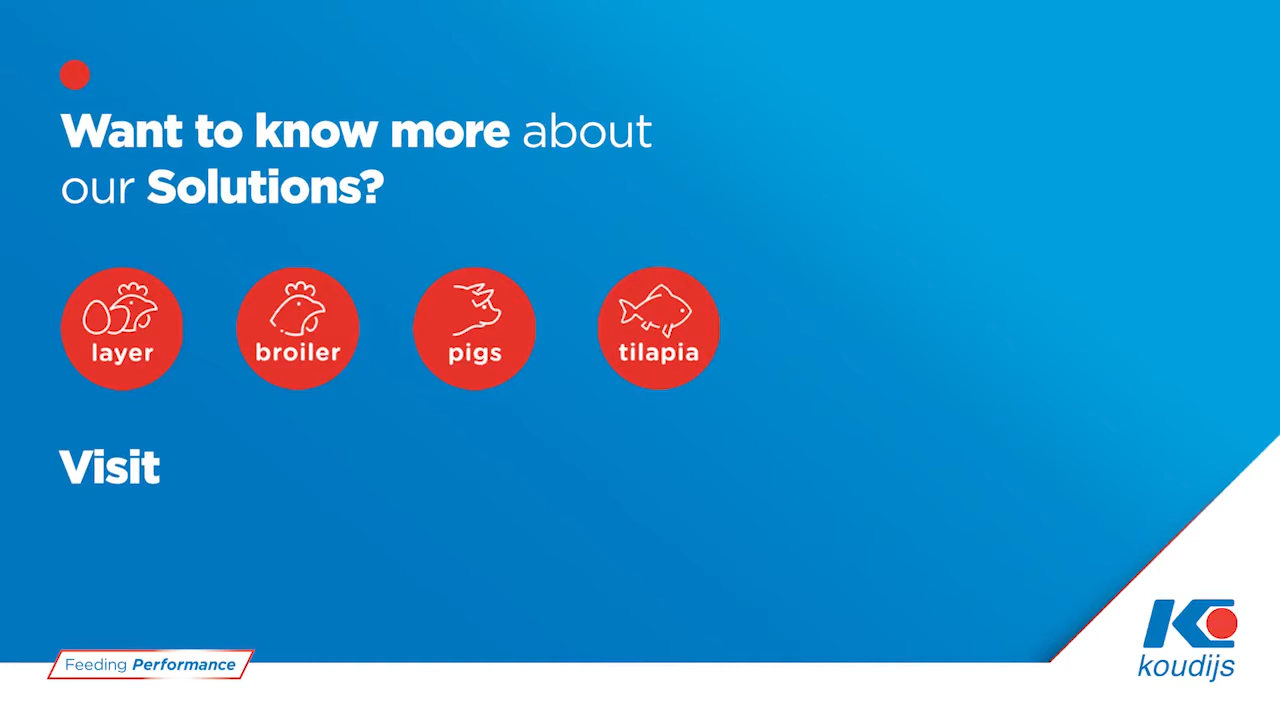 Want to know more about
our Solutions?
layer
broiler
pigs
tilapia
Visit
Feeding Performance
koudijs